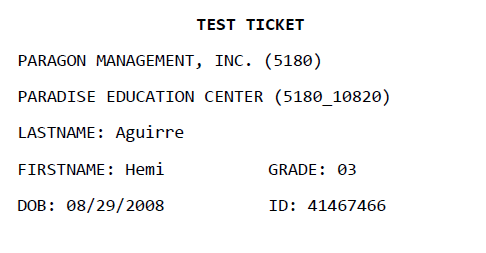 TEST TICKET
PARAGON MANAGEMENT, INC. (5180)
PARADISE EDUCATION CENTER (5180_10820)
LASTNAME: Aguirre
FIRSTNAME: Hemi GRADE: 03
DOB: 08/29/2008 ID: 41467466